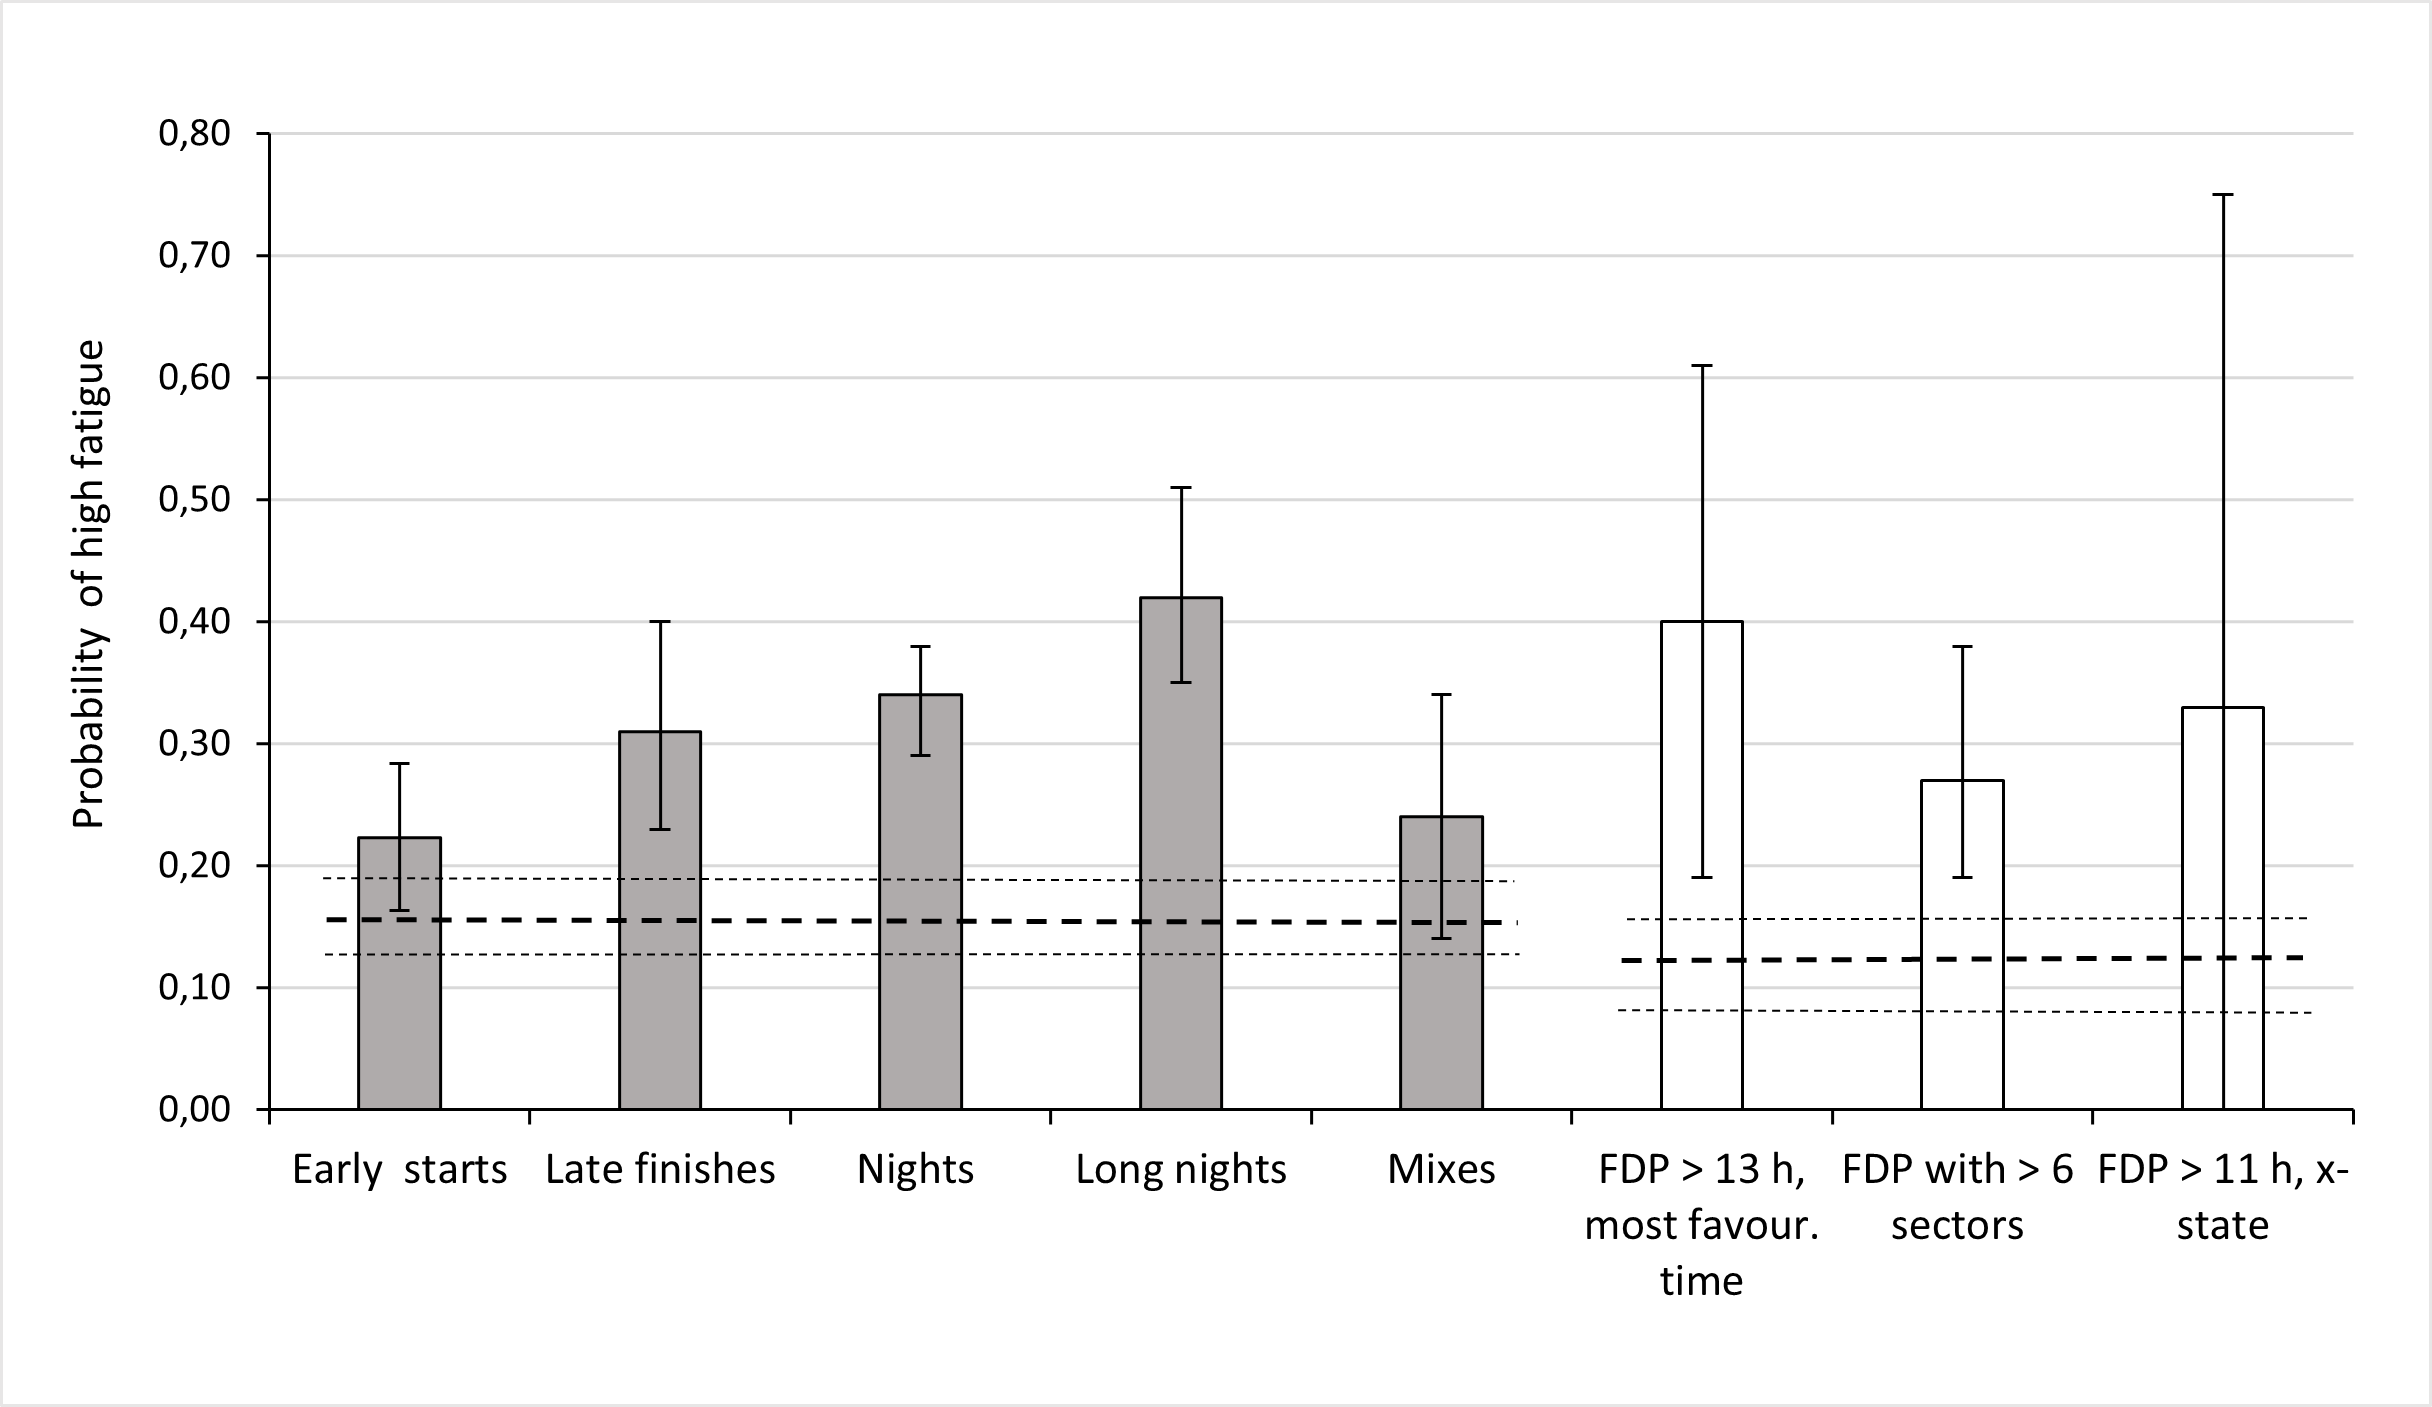 0,80
0,70
0,60
0,50
0,40
0,30
0,20
0,10
0,00
Probability of high fatigue
Early starts
Late finishes
Nights
Long nights
Mixes
FDP > 13 h,
most favour.
time
FDP with > 6
sectors
FDP > 11 h, x-
state